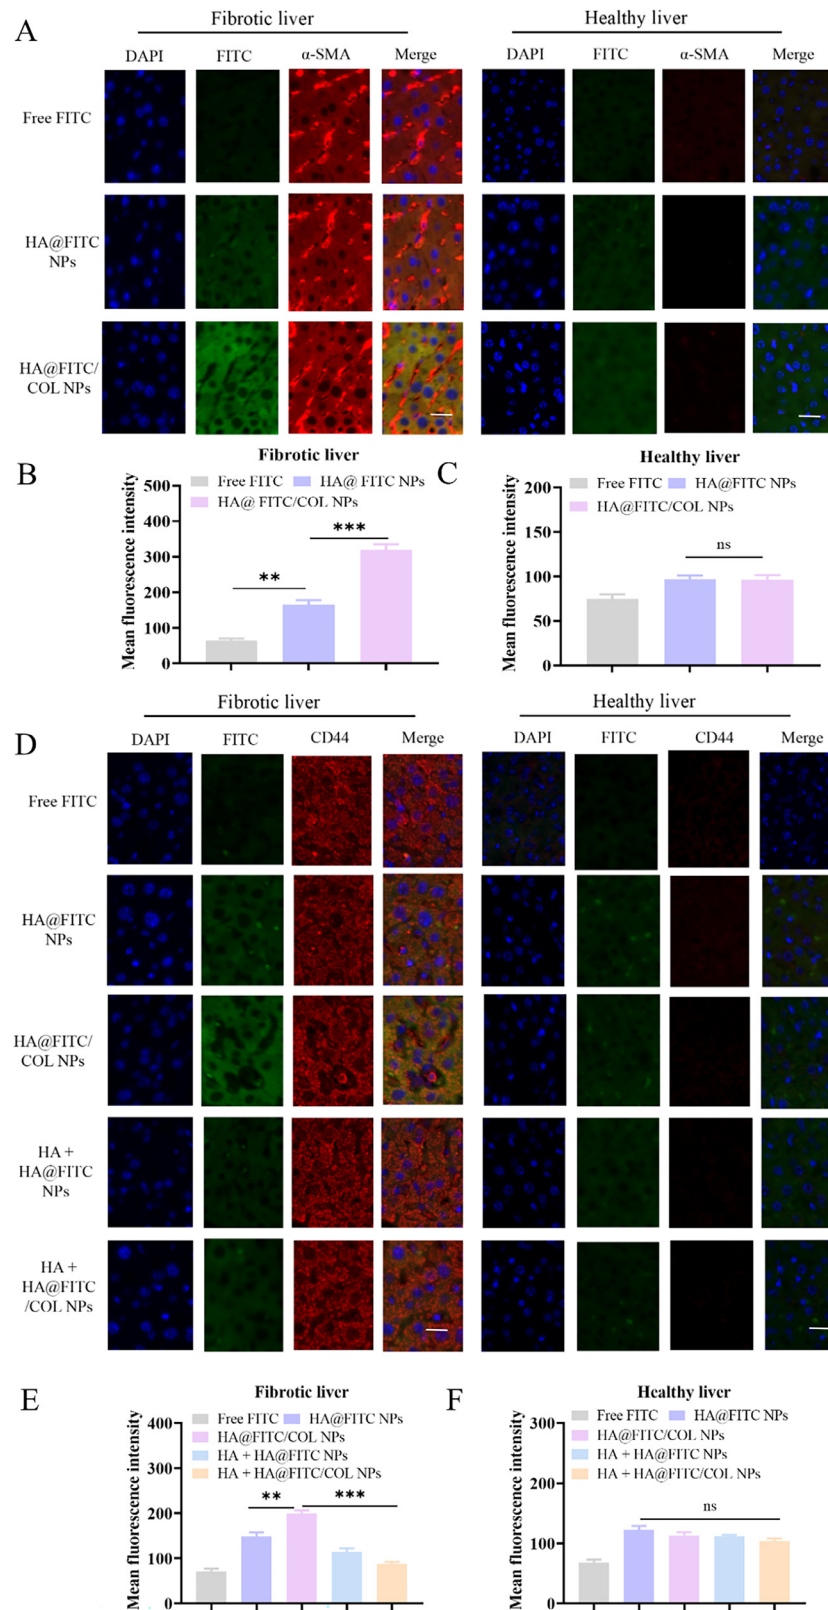 A
Fibrotic liver
Healthy liver
DAPI FITC α-SMA Merge
DAPI FITC α-SMA Merge
Free FITC
HA@FITC
NPs
HA@FITC/
COL NPs
B
Fibrotic liver
Mean fluorescence intensity
500
400
300
200
100
0
Free FITC HA@ FITC NPs
HA@ FITC/COL NPs
**
***
C
Healthy liver
Mean fluorescence intensity
200
150
100
50
0
Free FITC HA@FITC NPs
HA@FITC/COL NPs
ns
D
Fibrotic liver
Healthy liver
DAPI FITC CD44 Merge
DAPI FITC CD44 Merge
Free FITC
HA@FITC
NPs
HA@FITC/
COL NPs
HA +
HA@FITC
NPs
HA +
HA@FITC
/COL NPs
E
Fibrotic liver
Mean fluorescence intensity
400
300
200
100
0
Free FITC HA@FITC NPs
HA@FITC/COL NPs
HA + HA@FITC NPs
HA + HA@FITC/COL NPs
**
***
F
Healthy liver
Mean fluorescence intensity
300
200
100
0
Free FITC HA@FITC NPs
HA@FITC/COL NPs
HA + HA@FITC NPs
HA + HA@FITC/COL NPs
ns